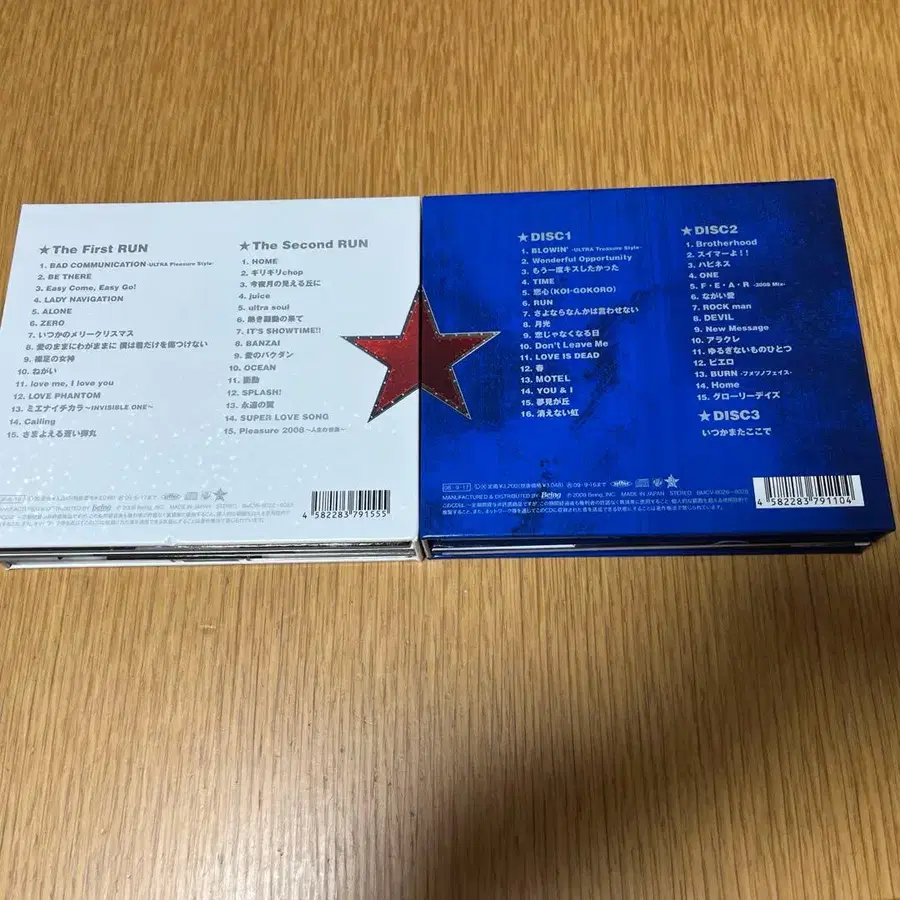 ★The First RUN
1. BAD COMMUNICATION -ULTRA Pleasure Style-
2. BE THERE
3. Easy Come, Easy Go!
4. LADY NAVIGATION
5. ALONE
6. ZERO
7. いつかのメリークリスマス
8. 愛のままにわがままに 僕は君だけを傷つけない
9. 裸足の女神
10. ねがい
11. love me, I love you
12. LOVE PHANTOM
13. ミエナイチカラ ～INVISIBLE ONE～
14. Calling
15. さまよえる蒼い弾丸
★The Second RUN
1. HOME
2. ギリギリchop
3. 今夜月の見える丘に
4. juice
5. ultra soul
6. 熱き鼓動の果て
7. IT'S SHOWTIME!!
8. BANZAI
9. 愛のバクダン
10. OCEAN
11. 衝動
12. SPLASH!
13. 永遠の翼
14. SUPER LOVE SONG
15. Pleasure 2008 ～人生の快楽～
Being
MADE IN JAPAN STEREO
4 582283 791555
★DISC1
1. BLOWIN' -ULTRA Treasure Style-
2. Wonderful Opportunity
3. もう一度キスしたかった
4. TIME
5. 恋心 (KOI-GOKORO)
6. RUN
7. さよならなんかは言わせない
8. 月光
9. 恋じゃなくなる日
10. Don't Leave Me
11. LOVE IS DEAD
12. 春
13. MOTEL
14. YOU & I
15. 夢見が丘
16. 消えない虹
★DISC2
1. Brotherhood
2. スイマーよ!!
3. ハピネス
4. ONE
5. F・E・A・R -2008 Mix-
6. ながい愛
7. ROCK man
8. DEVIL
9. New Message
10. アラクレ
11. ゆるぎないものひとつ
12. ピエロ
13. BURN -フメツノフェイス-
14. Home
15. グローリーデイズ
★DISC3
いつかまたここで
08・9・17
MANUFACTURED & DISTRIBUTED BY Being ℗ 2008 Being, INC. MADE IN JAPAN STEREO BMCV-8026~8028
4 582283 791104